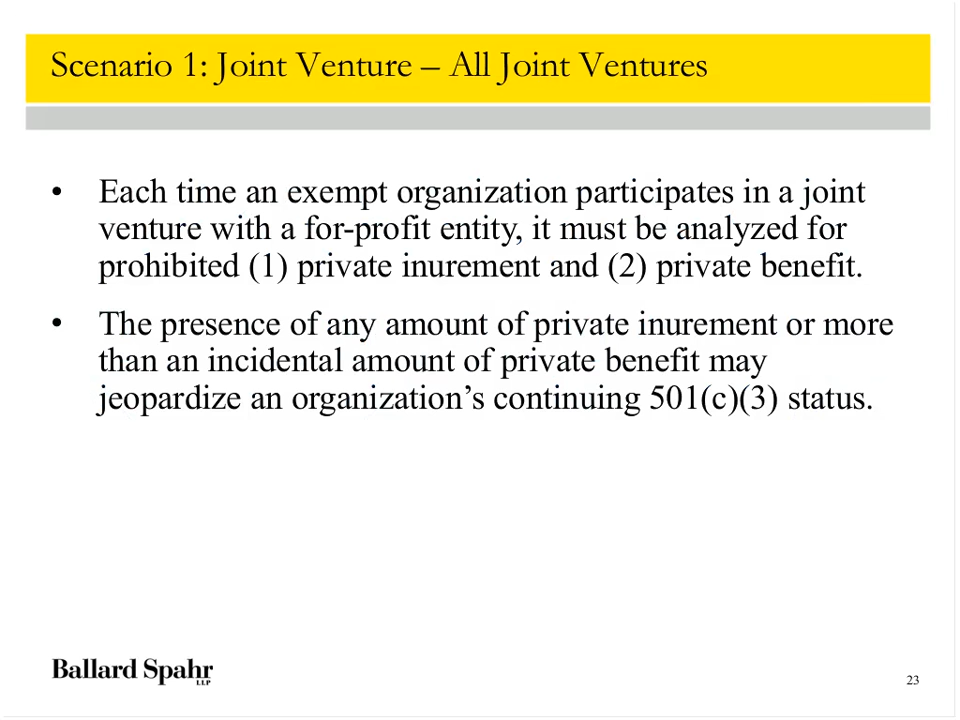 Scenario 1: Joint Venture – All Joint Ventures
• Each time an exempt organization participates in a joint
venture with a for-profit entity, it must be analyzed for
prohibited (1) private inurement and (2) private benefit.
• The presence of any amount of private inurement or more
than an incidental amount of private benefit may
jeopardize an organization’s continuing 501(c)(3) status.
Ballard Spahr
LLP
23